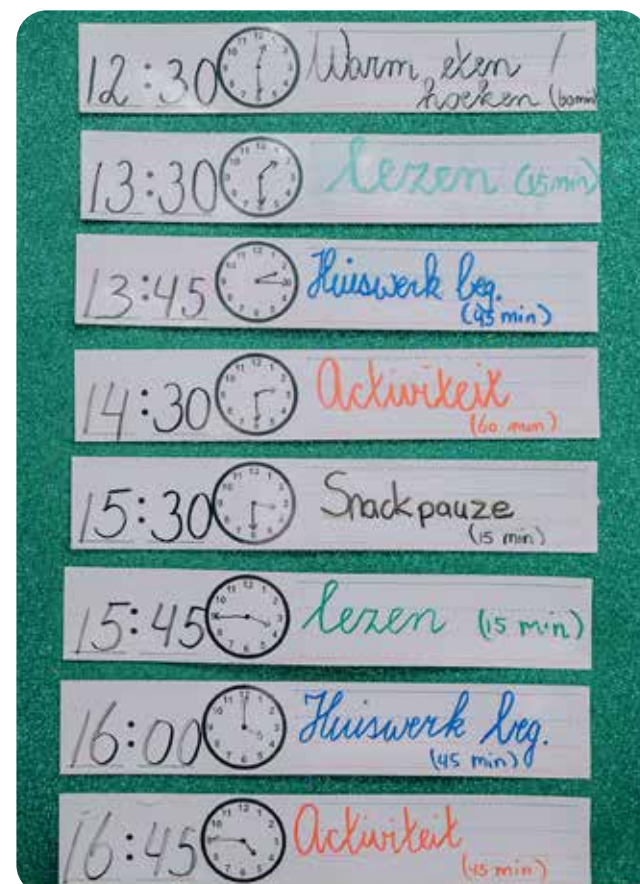 12:30 Warm eten /
hoeken (60min)
13:30 lezen (15min)
13:45 Huiswerk beg.
(45 min)
14:30 Activiteit
(60 min)
15:30 Snackpauze
(15 min)
15:45 lezen (15 min)
16:00 Huiswerk beg.
(45 min)
16:45 Activiteit
(45 min)